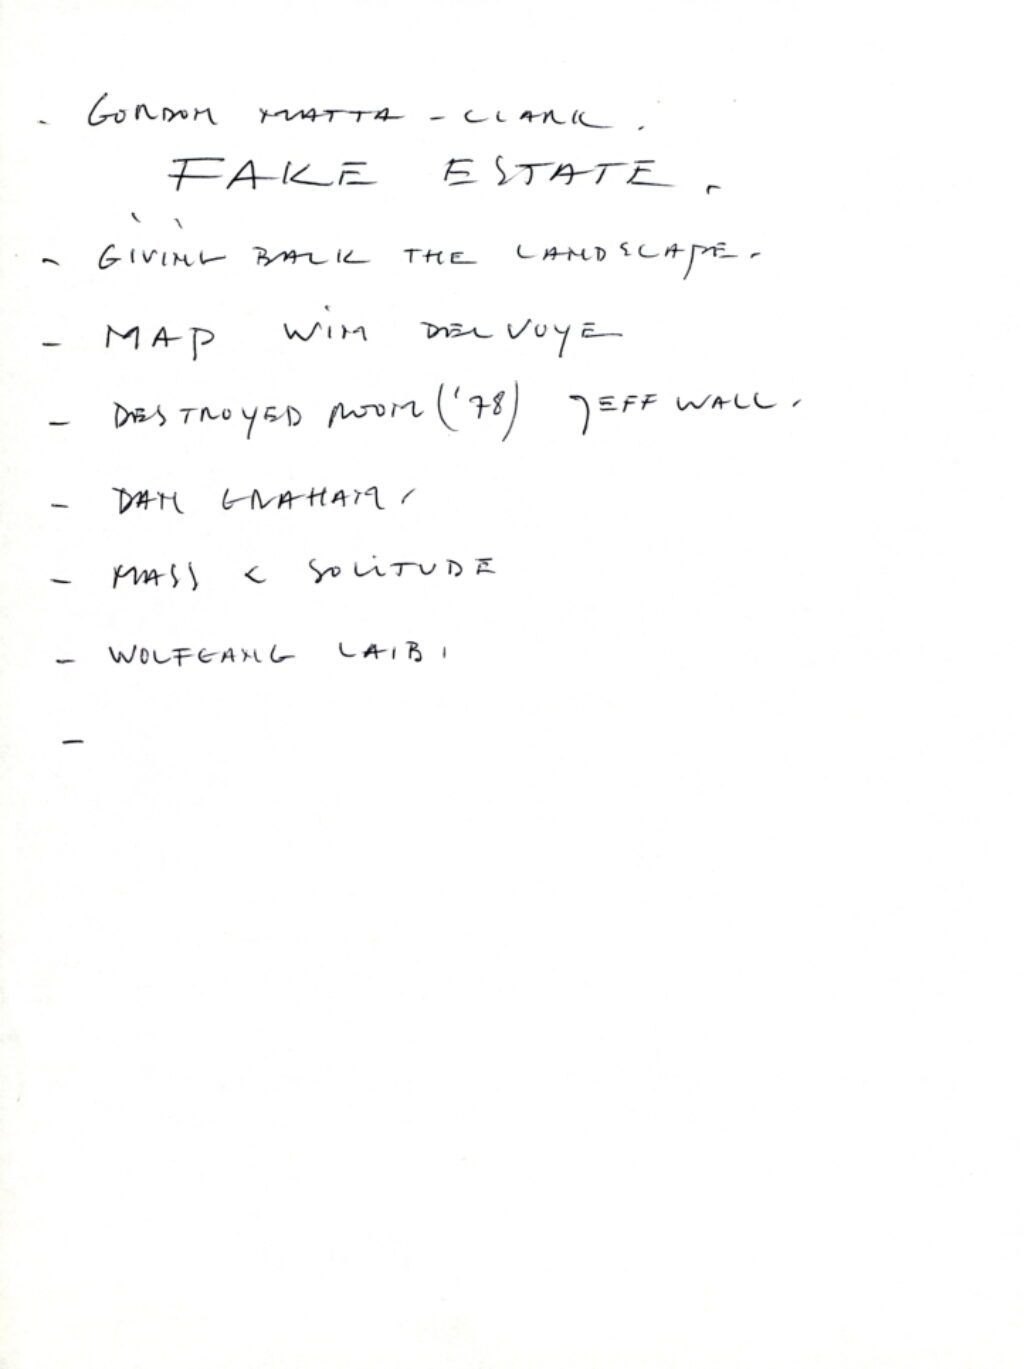 - GORDON MATTA - CLARK.
FAKE ESTATE.
- GIVING BACK THE LANDSCAPE.
- MAP WIM DELVOYE
- DESTROYED ROOM ('78) JEFF WALL.
- DAN GRAHAM.
- MASS < SOLITUDE
- WOLFGANG LAIB.
-